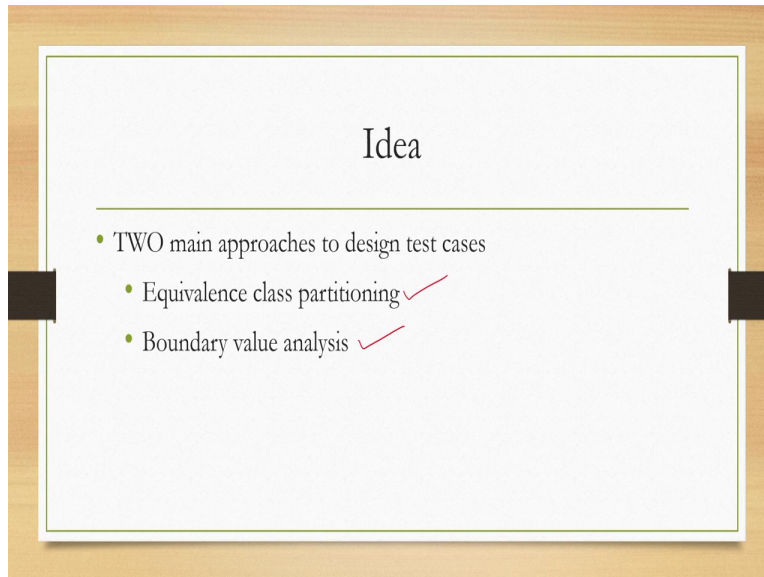 Idea
• TWO main approaches to design test cases
• Equivalence class partitioning
• Boundary value analysis